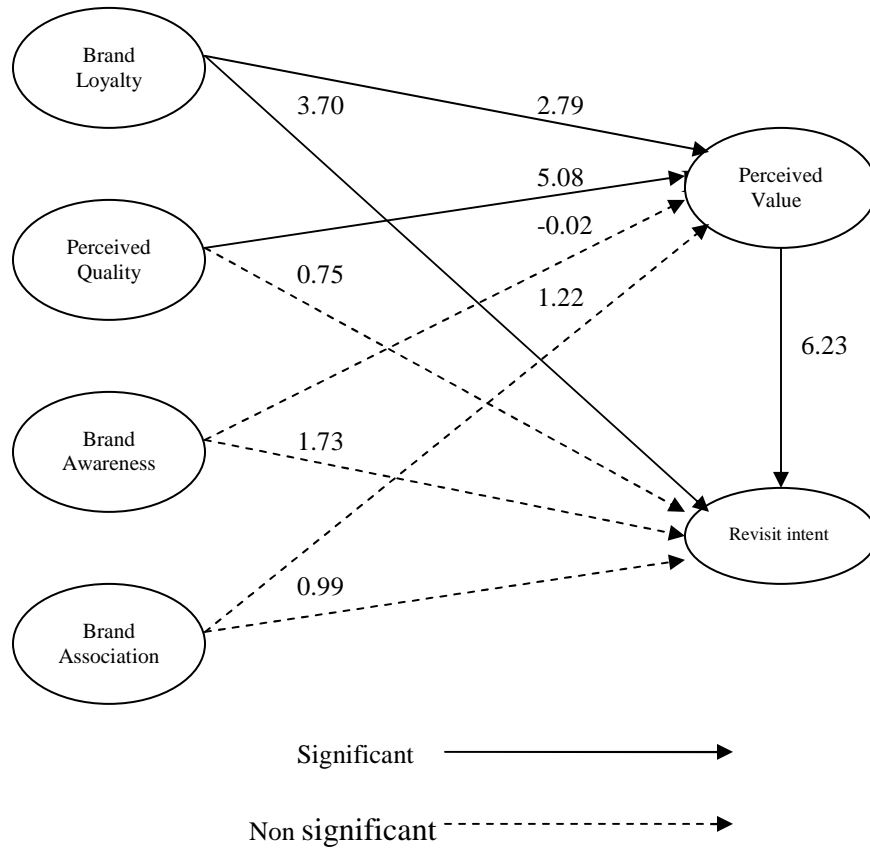 Brand
Loyalty
3.70
2.79
Perceived
Value
5.08
Perceived
Quality
-0.02
0.75
1.22
6.23
Brand
Awareness
1.73
Revisit intent
0.99
Brand
Association
Significant
Non significant